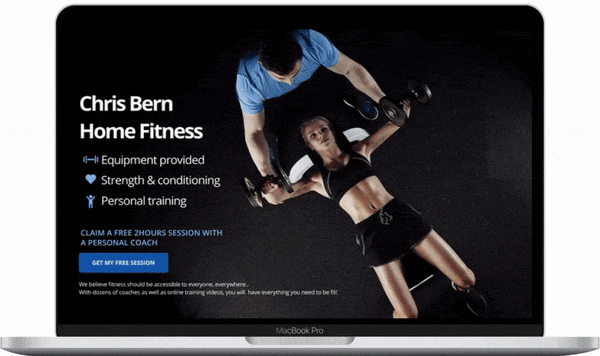 Chris Bern
Home Fitness
Equipment provided
Strength & conditioning
Personal training
CLAIM A FREE 2HOURS SESSION WITH
A PERSONAL COACH
GET MY FREE SESSION
We believe fitness should be accessible to everyone, everywhere..
With dozens of coaches as well as online training videos, you will. have everything you need to be fit!
MacBook Pro